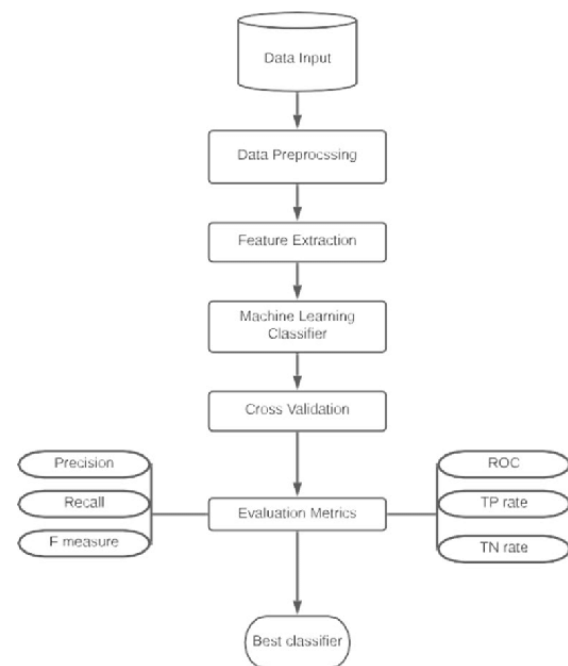 Data Input
Data Preprocssing
Feature Extraction
Machine Learning
Classifier
Cross Validation
Precision
Recall
F measure
Evaluation Metrics
ROC
TP rate
TN rate
Best classifier